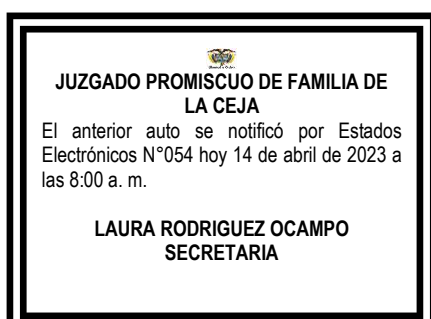 JUZGADO PROMISCUO DE FAMILIA DE
LA CEJA
El anterior auto se notificó por Estados
Electrónicos N°054 hoy 14 de abril de 2023 a
las 8:00 a. m.
LAURA RODRIGUEZ OCAMPO
SECRETARIA